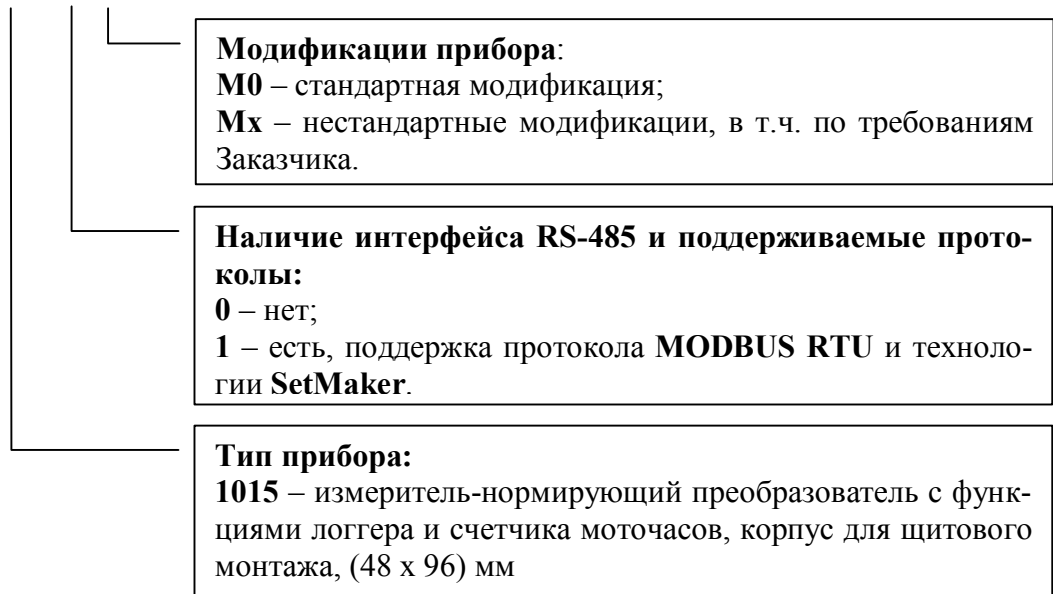 Модификации прибора:
М0 – стандартная модификация;
Мх – нестандартные модификации, в т.ч. по требованиям
Заказчика.
Наличие интерфейса RS-485 и поддерживаемые прото-
колы:
0 – нет;
1 – есть, поддержка протокола MODBUS RTU и техноло-
гии SetMaker.
Тип прибора:
1015 – измеритель-нормирующий преобразователь с функ-
циями логгера и счетчика моточасов, корпус для щитового
монтажа, (48 х 96) мм